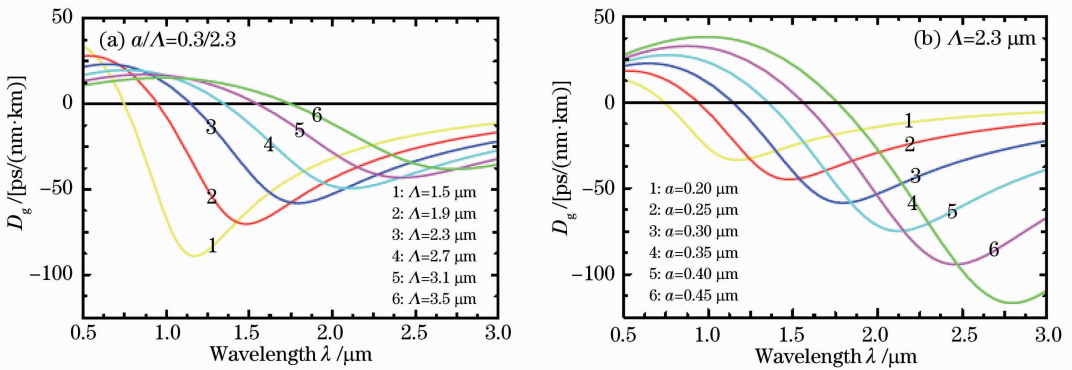 50
0
−50
−100
D_g /[ps/(nm·km)]
(a) a/Λ=0.3/2.3
1
2
3
4
5
6
1: Λ=1.5 μm
2: Λ=1.9 μm
3: Λ=2.3 μm
4: Λ=2.7 μm
5: Λ=3.1 μm
6: Λ=3.5 μm
0.5 1.0 1.5 2.0 2.5 3.0
Wavelength λ /μm
50
0
−50
−100
D_g /[ps/(nm·km)]
(b) Λ=2.3 μm
1
2
3
4
5
6
1: a=0.20 μm
2: a=0.25 μm
3: a=0.30 μm
4: a=0.35 μm
5: a=0.40 μm
6: a=0.45 μm
0.5 1.0 1.5 2.0 2.5 3.0
Wavelength λ /μm